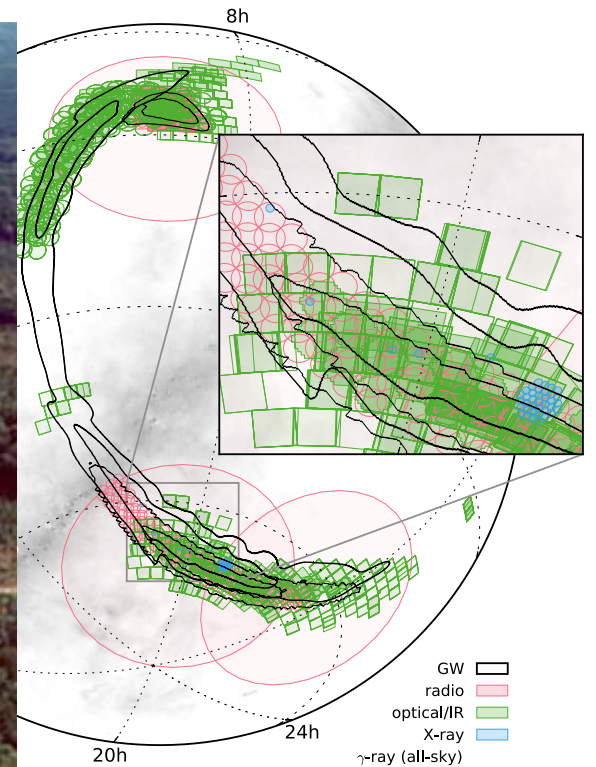 8h
GW
radio
optical/IR
X-ray
γ-ray (all-sky)
24h
20h